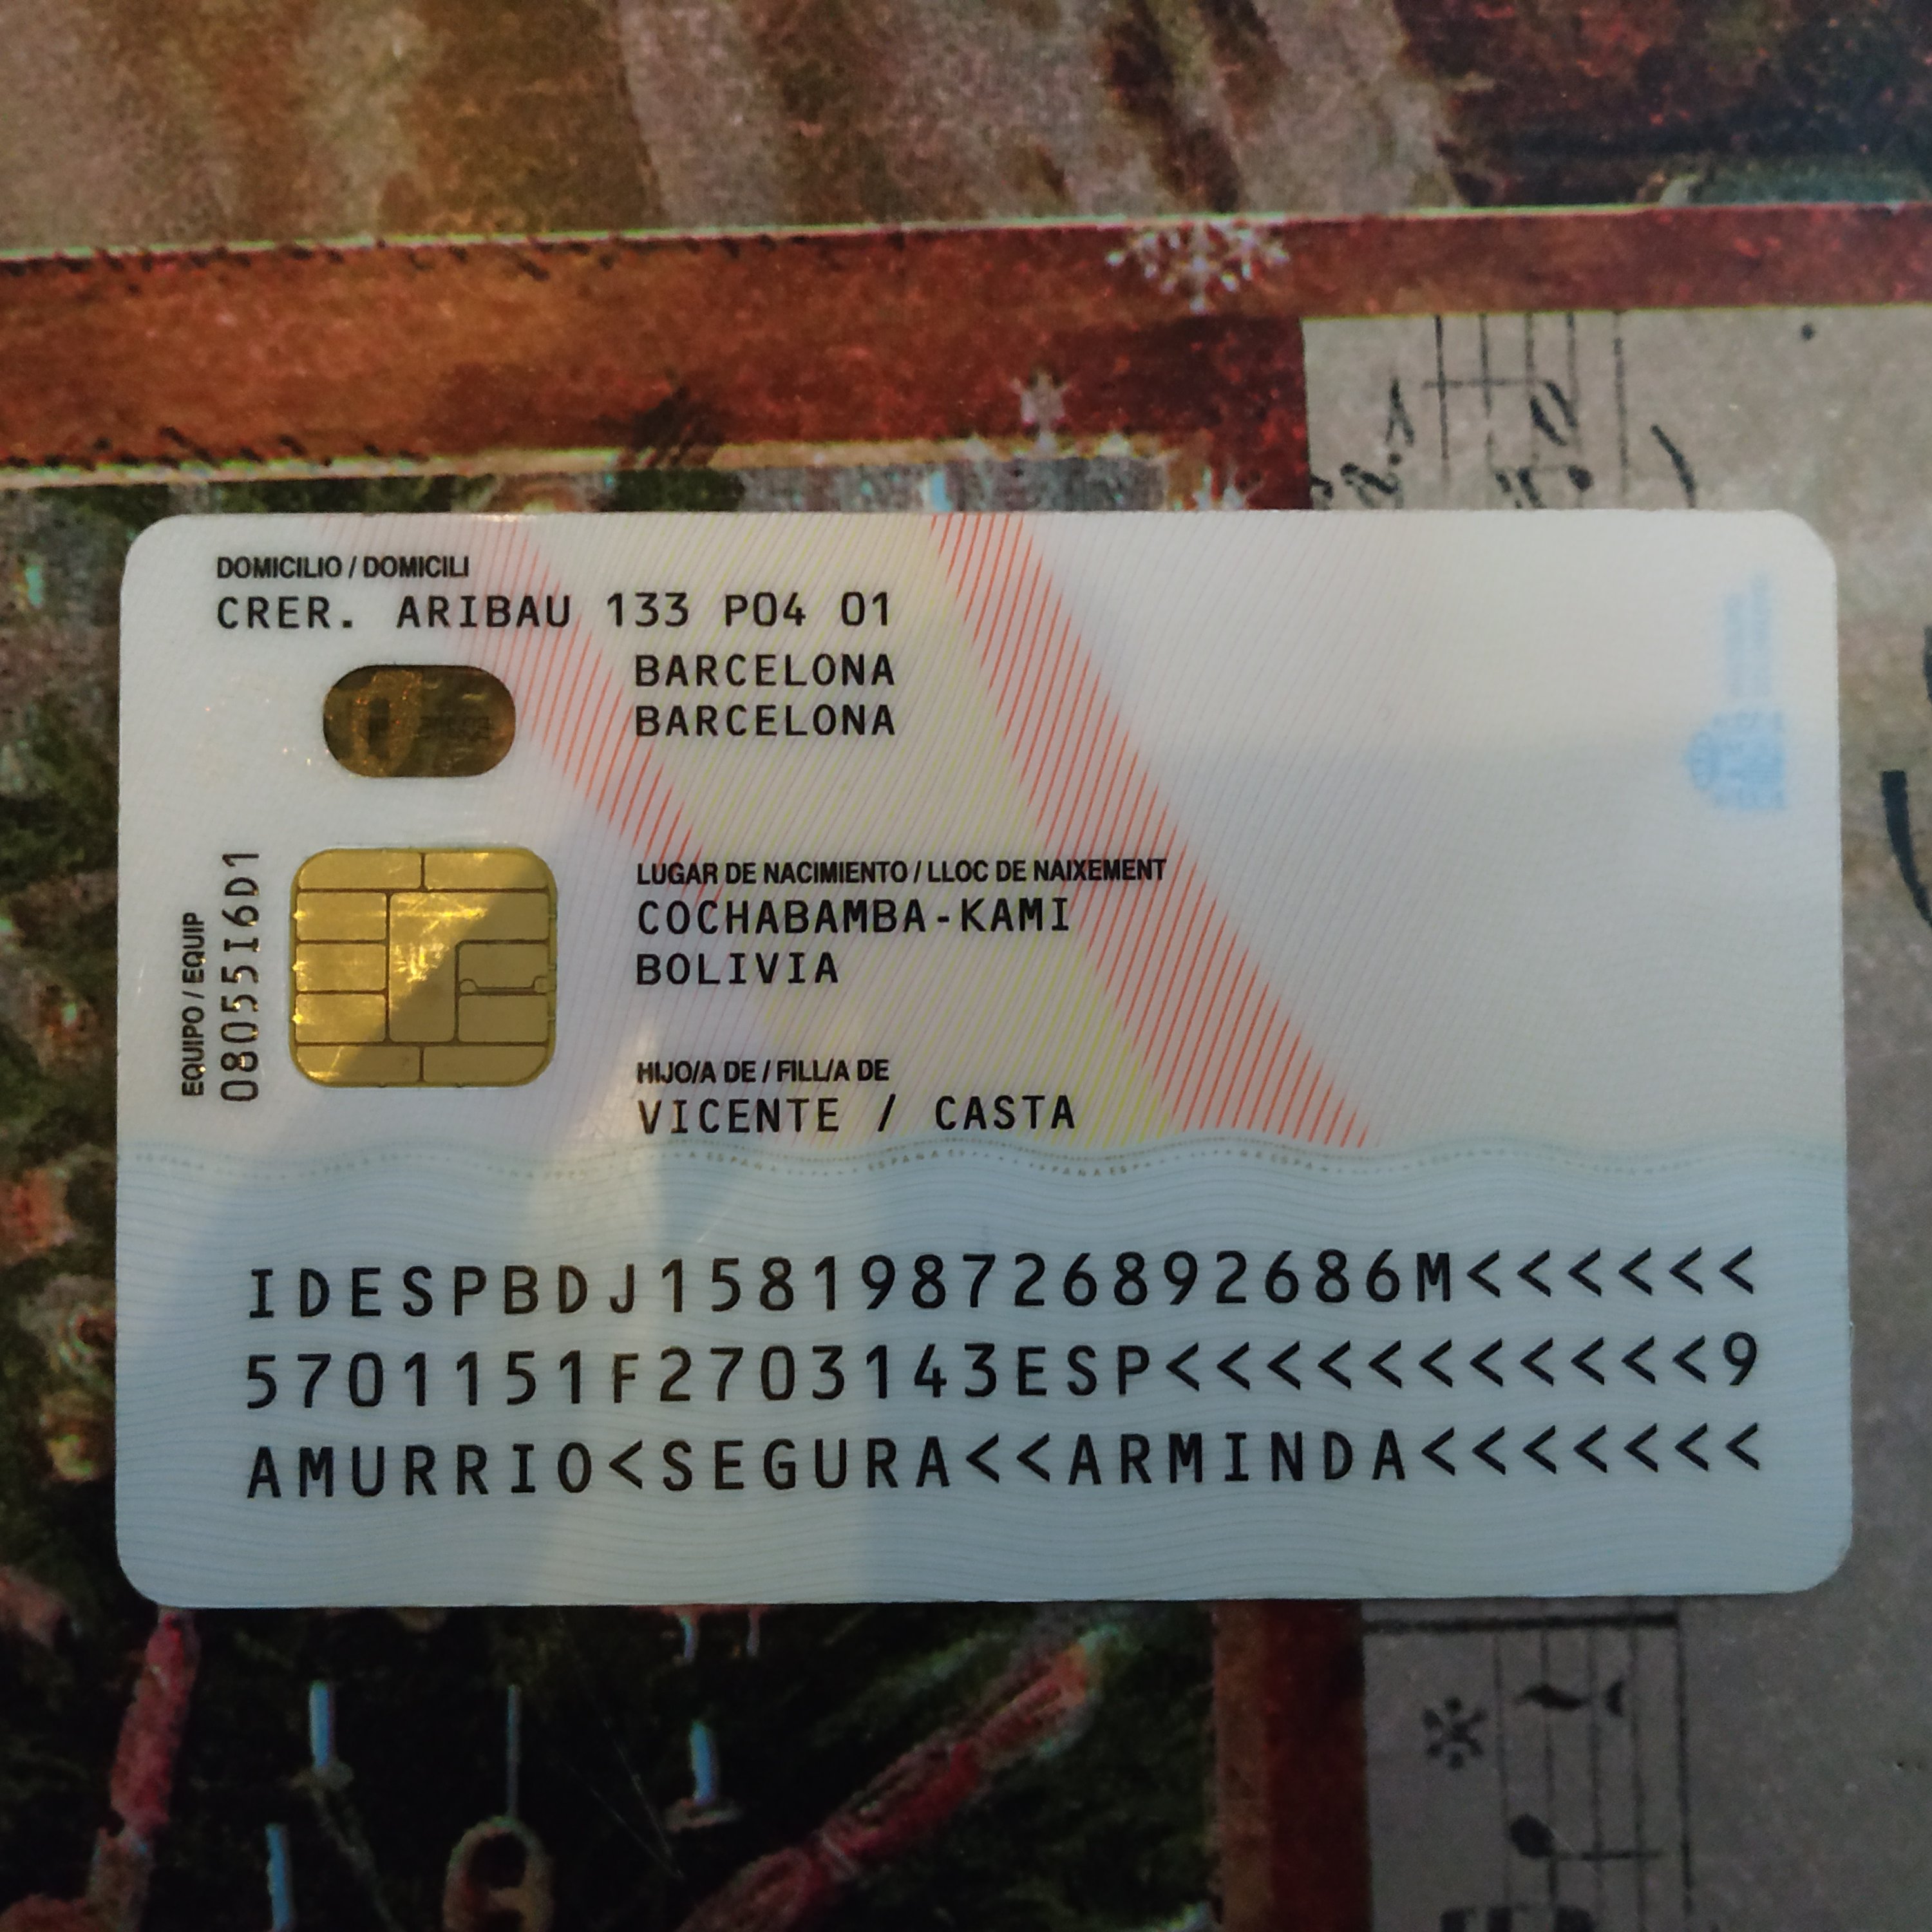 DOMICILIO / DOMICILI
CRER. ARIBAU 133 P04 01
BARCELONA
BARCELONA
EQUIPO / EQUIP
08055I6D1
LUGAR DE NACIMIENTO / LLOC DE NAIXEMENT
COCHABAMBA-KAMI
BOLIVIA
HIJO/A DE / FILL/A DE
VICENTE / CASTA
IDESPBDJ158198726892686M<<<<<<
5701151F2703143ESP<<<<<<<<<<<9
AMURRIO<SEGURA<<ARMINDA<<<<<<<